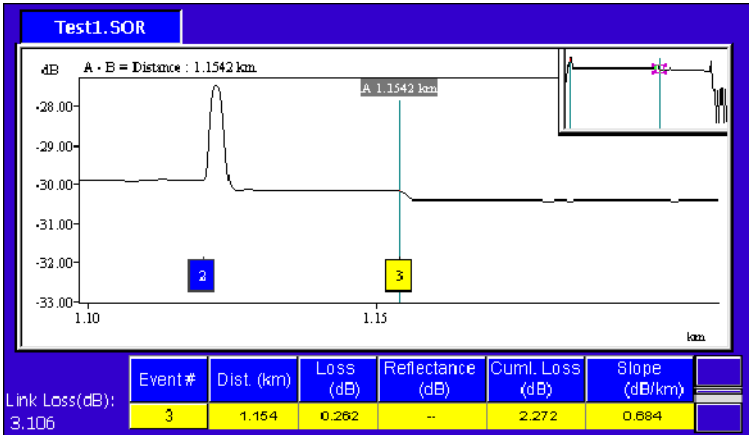 Test1.SOR
dB A - B = Distance : 1.1542 km
A 1.1542 km
-28.00
-29.00
-30.00
-31.00
-32.00
-33.00
2
3
1.10 1.15
km
Event# Dist. (km) Loss (dB) Reflectance (dB) Cuml. Loss (dB) Slope (dB/km)
Link Loss(dB):
3 1.154 0.262 -- 2.272 0.684
3.106